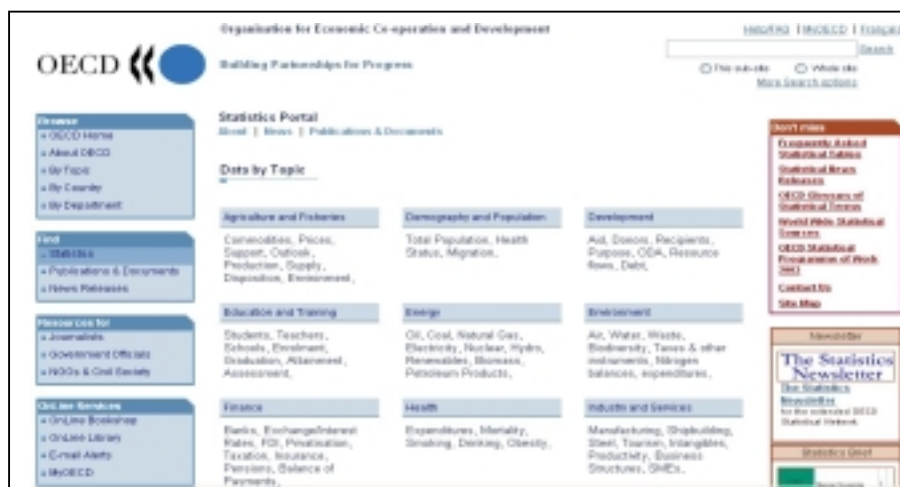 Organisation for Economic Co-operation and Development
Help/FAQ | MyOECD | Français
OECD
Building Partnerships for Progress
Search
This sub-site Whole site
More Search options
Browse
OECD Home
About OECD
By Topic
By Country
By Department
Find
Statistics
Publications & Documents
News Releases
Resources for
Journalists
Government Officials
NGOs & Civil Society
OnLine Services
OnLine Bookshop
OnLine Library
E-mail Alerts
MyOECD
Statistics Portal
About | News | Publications & Documents
Data by Topic
Agriculture and Fisheries
Commodities, Prices,
Support, Outlook,
Production, Supply,
Disposition, Environment,
Demography and Population
Total Population, Health
Status, Migration,
Development
Aid, Donors, Recipients,
Purpose, ODA, Resource
flows, Debt,
Education and Training
Students, Teachers,
Schools, Enrolment,
Graduation, Attainment,
Assessment,
Energy
Oil, Coal, Natural Gas,
Electricity, Nuclear, Hydro,
Renewables, Biomass,
Petroleum Products,
Environment
Air, Water, Waste,
Biodiversity, Taxes & other
instruments, Nitrogen
balances, expenditures,
Finance
Banks, Exchange/Interest
Rates, FDI, Privatisation,
Taxation, Insurance,
Pensions, Balance of
Payments,
Health
Expenditures, Mortality,
Smoking, Drinking, Obesity,
Industry and Services
Manufacturing, Shipbuilding,
Steel, Tourism, Intangibles,
Productivity, Business
Structures, SMEs,
Don't miss
Frequently Asked
Statistical Tables
Statistical News
Releases
OECD Glossary of
Statistical Terms
World Wide Statistical
Sources
OECD Statistical
Programme of Work
Contact Us
Site Map
Newsletter
The Statistics
Newsletter
The Statistics
Newsletter
for the extended OECD
Statistical Network
Statistics Brief